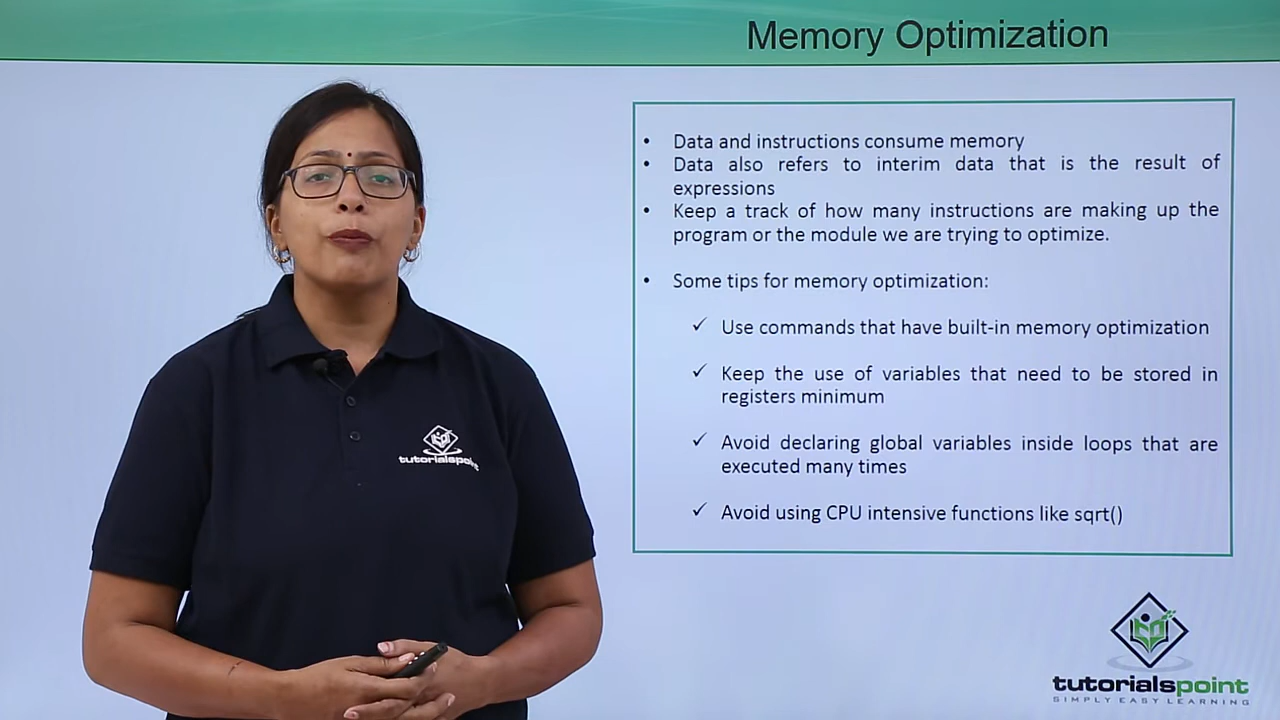 Memory Optimization
• Data and instructions consume memory
• Data also refers to interim data that is the result of
expressions
• Keep a track of how many instructions are making up the
program or the module we are trying to optimize.
• Some tips for memory optimization:
✓ Use commands that have built-in memory optimization
✓ Keep the use of variables that need to be stored in
registers minimum
✓ Avoid declaring global variables inside loops that are
executed many times
✓ Avoid using CPU intensive functions like sqrt()
tutorialspoint
tutorialspoint
SIMPLY EASY LEARNING